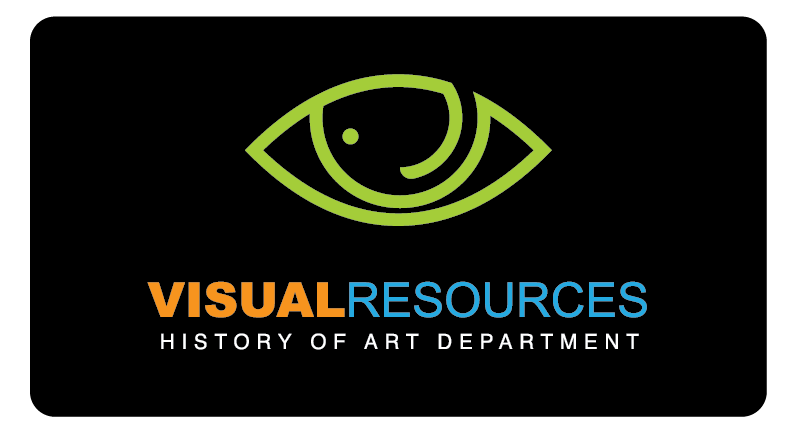 VISUALRESOURCES
HISTORY OF ART DEPARTMENT